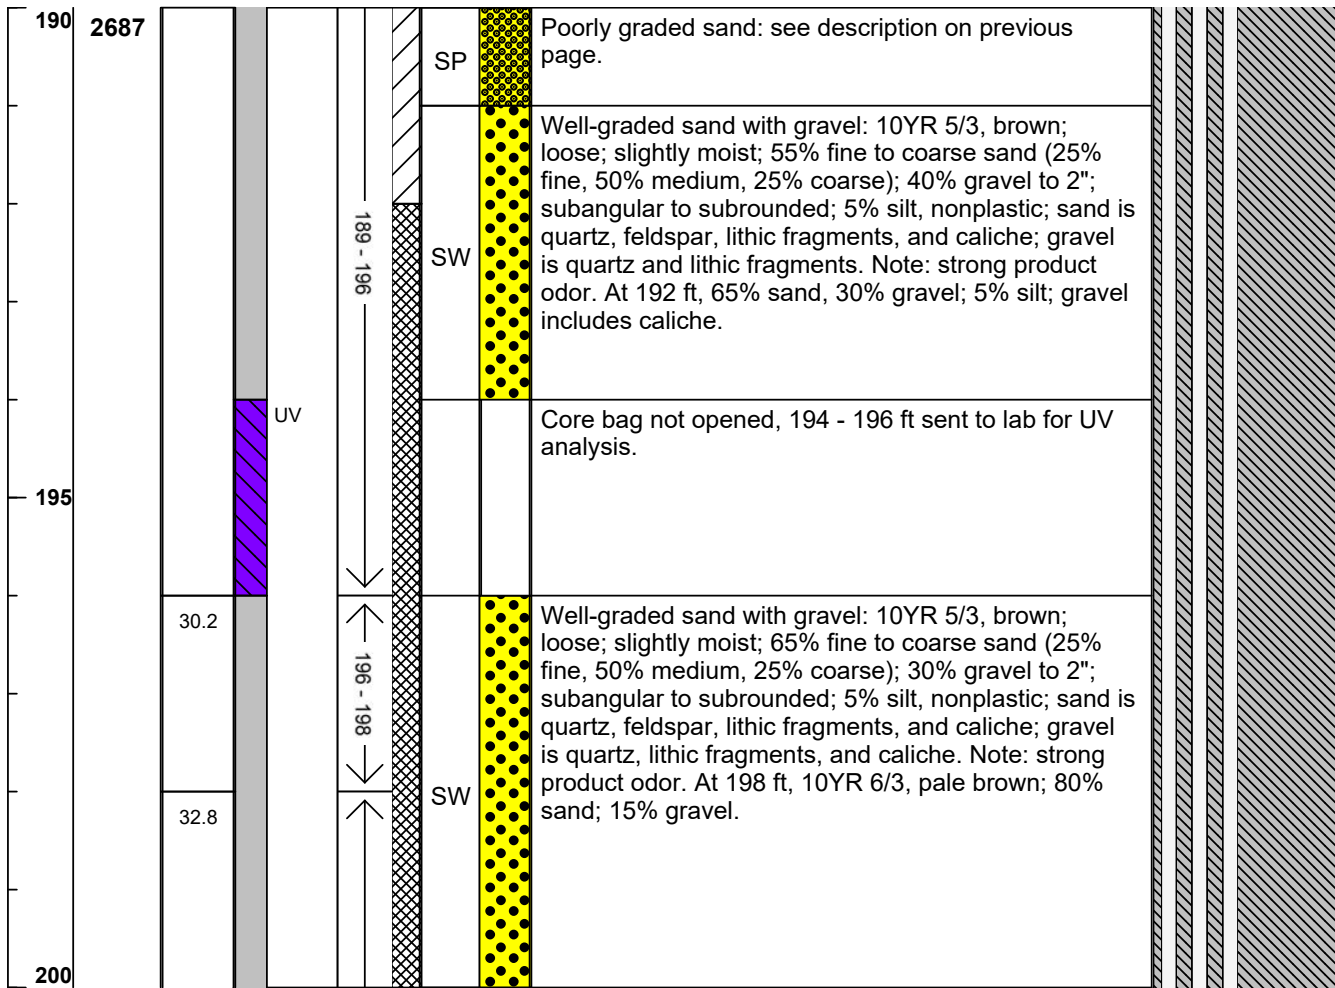 190
2687
SP
Poorly graded sand: see description on previous
page.
SW
Well-graded sand with gravel: 10YR 5/3, brown;
loose; slightly moist; 55% fine to coarse sand (25%
fine, 50% medium, 25% coarse); 40% gravel to 2";
subangular to subrounded; 5% silt, nonplastic; sand is
quartz, feldspar, lithic fragments, and caliche; gravel
is quartz and lithic fragments. Note: strong product
odor. At 192 ft, 65% sand, 30% gravel; 5% silt; gravel
includes caliche.
189 - 196
UV
Core bag not opened, 194 - 196 ft sent to lab for UV
analysis.
195
30.2
196 - 198
SW
Well-graded sand with gravel: 10YR 5/3, brown;
loose; slightly moist; 65% fine to coarse sand (25%
fine, 50% medium, 25% coarse); 30% gravel to 2";
subangular to subrounded; 5% silt, nonplastic; sand is
quartz, feldspar, lithic fragments, and caliche; gravel
is quartz, lithic fragments, and caliche. Note: strong
product odor. At 198 ft, 10YR 6/3, pale brown; 80%
sand; 15% gravel.
32.8
200